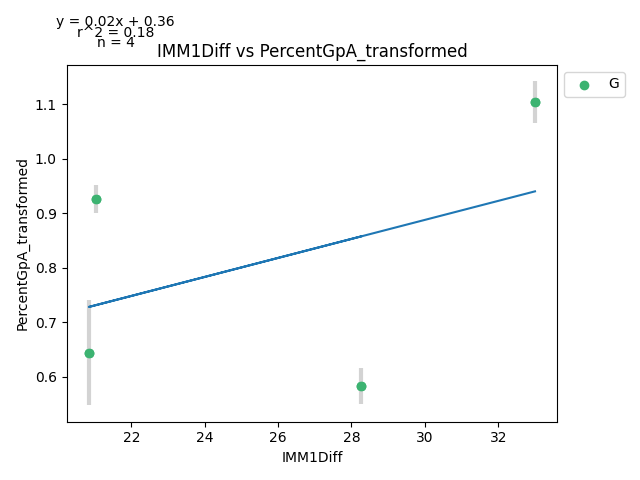 y = 0.02x + 0.36
r^2 = 0.18
n = 4
IMM1Diff vs PercentGpA_transformed
G
PercentGpA_transformed
1.1
1.0
0.9
0.8
0.7
0.6
22
24
26
28
30
32
IMM1Diff